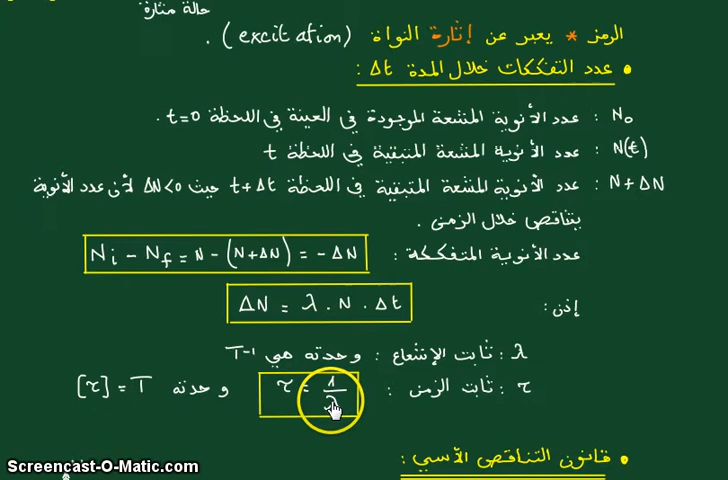 حالة مثارة
الرمز * يعبر عن إثارة النواة (excitation) .
• عدد التفككات خلال المدة Δt :
N₀ : عدد الأنوية المشعة الموجودة في العينة في اللحظة t=0 .
N(t) : عدد الأنوية المشعة المتبقية في اللحظة t
N+ΔN : عدد الأنوية المشعة المتبقية في اللحظة t+Δt حيث ΔN<0 لأن عدد الأنوية
يتناقص خلال الزمن .
عدد الأنوية المتفككة : Ni − Nf = N − (N+ΔN) = − ΔN
إذن : ΔN = λ . N . Δt
λ : ثابت الإشعاع : وحدته هي T-1
τ : ثابت الزمن : τ = 1/λ و حدته [τ] = T
• قانون التناقص الأسي :
Screencast-O-Matic.com